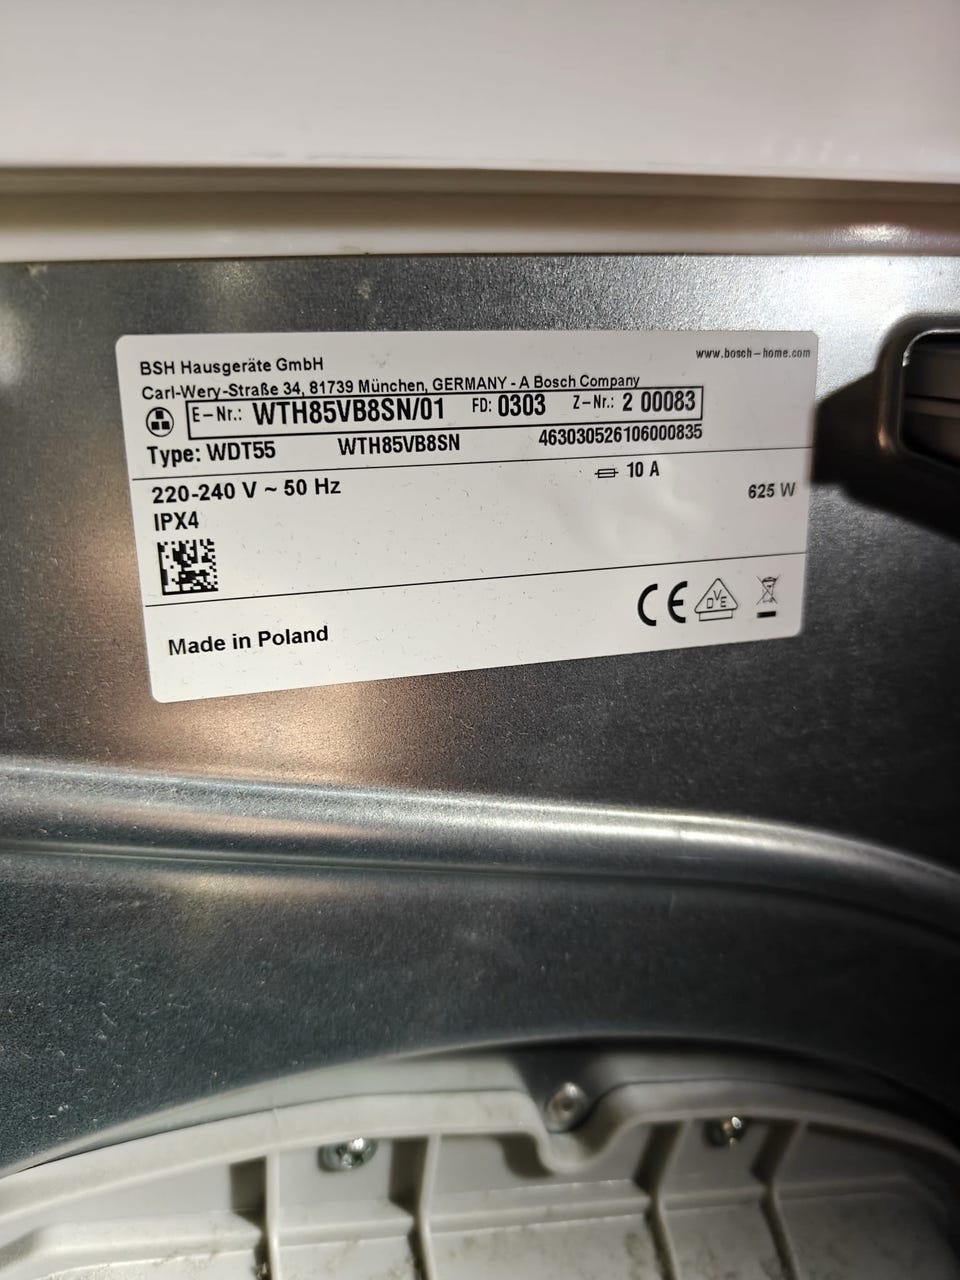 BSH Hausgeräte GmbH
www.bosch-home.com
Carl-Wery-Straße 34, 81739 München, GERMANY - A Bosch Company
E-Nr.: WTH85VB8SN/01 FD: 0303 Z-Nr.: 2 00083
Type: WDT55 WTH85VB8SN 463030526106000835
220-240 V ~ 50 Hz 10 A
625 W
IPX4
CE DVE
Made in Poland